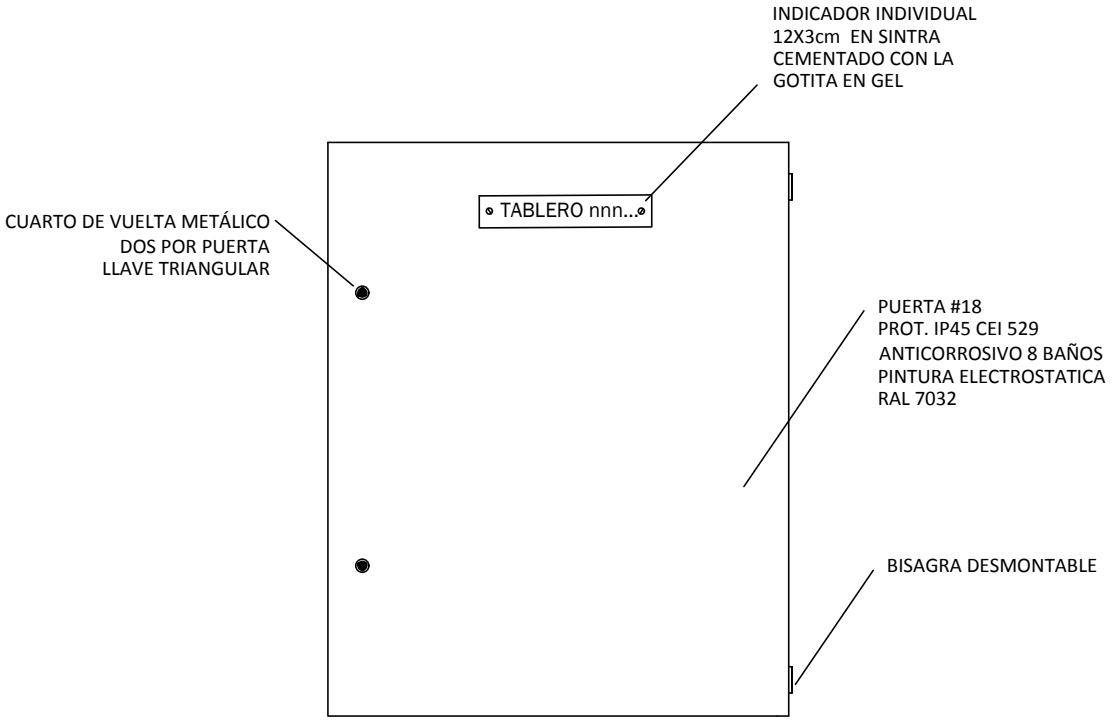 INDICADOR INDIVIDUAL
12X3cm EN SINTRA
CEMENTADO CON LA
GOTITA EN GEL
TABLERO nnn...
CUARTO DE VUELTA METÁLICO
DOS POR PUERTA
LLAVE TRIANGULAR
PUERTA #18
PROT. IP45 CEI 529
ANTICORROSIVO 8 BAÑOS
PINTURA ELECTROSTATICA
RAL 7032
BISAGRA DESMONTABLE